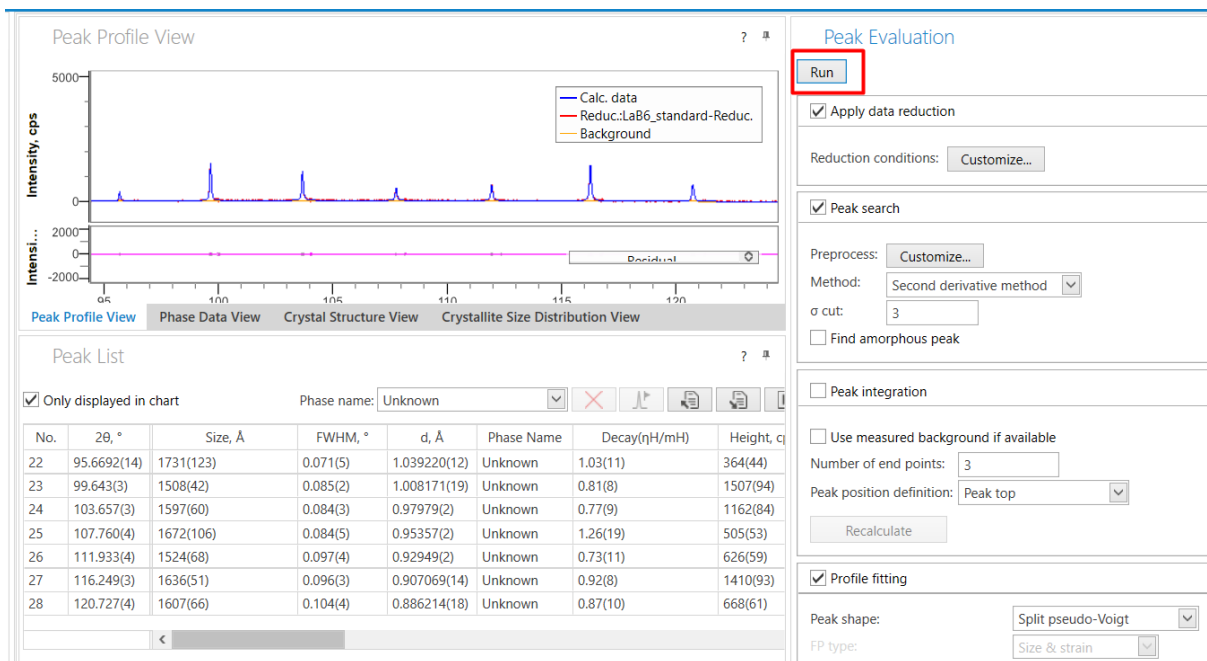 Peak Profile View ?
5000
0
Intensity, cps
Calc. data
Reduc.:LaB6_standard-Reduc.
Background
2000
0
-2000
Intensi...
Residual
95 100 105 110 115 120
Peak Profile View Phase Data View Crystal Structure View Crystallite Size Distribution View
Peak List ?
Only displayed in chart Phase name: Unknown
No. 2θ, ° Size, Å FWHM, ° d, Å Phase Name Decay(ηH/mH) Height, c
22 95.6692(14) 1731(123) 0.071(5) 1.039220(12) Unknown 1.03(11) 364(44)
23 99.643(3) 1508(42) 0.085(2) 1.008171(19) Unknown 0.81(8) 1507(94)
24 103.657(3) 1597(60) 0.084(3) 0.97979(2) Unknown 0.77(9) 1162(84)
25 107.760(4) 1672(106) 0.084(5) 0.95357(2) Unknown 1.26(19) 505(53)
26 111.933(4) 1524(68) 0.097(4) 0.92949(2) Unknown 0.73(11) 626(59)
27 116.249(3) 1636(51) 0.096(3) 0.907069(14) Unknown 0.92(8) 1410(93)
28 120.727(4) 1607(66) 0.104(4) 0.886214(18) Unknown 0.87(10) 668(61)
Peak Evaluation
Run
Apply data reduction
Reduction conditions: Customize...
Peak search
Preprocess: Customize...
Method: Second derivative method
σ cut: 3
Find amorphous peak
Peak integration
Use measured background if available
Number of end points: 3
Peak position definition: Peak top
Recalculate
Profile fitting
Peak shape: Split pseudo-Voigt
FP type: Size & strain